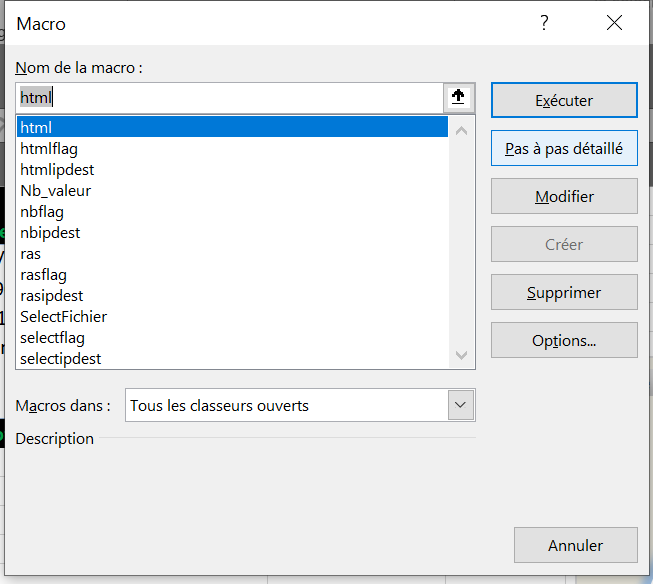 Macro
?
Nom de la macro :
html
html
htmlflag
htmlipdest
Nb_valeur
nbflag
nbipdest
ras
rasflag
rasipdest
SelectFichier
selectflag
selectipdest
Exécuter
Pas à pas détaillé
Modifier
Créer
Supprimer
Options...
Macros dans : Tous les classeurs ouverts
Description
Annuler